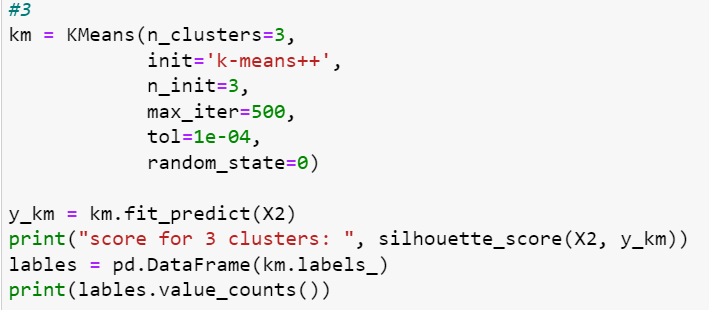 #3
km = KMeans(n_clusters=3,
            init='k-means++',
            n_init=3,
            max_iter=500,
            tol=1e-04,
            random_state=0)

y_km = km.fit_predict(X2)
print("score for 3 clusters: ", silhouette_score(X2, y_km))
lables = pd.DataFrame(km.labels_)
print(lables.value_counts())